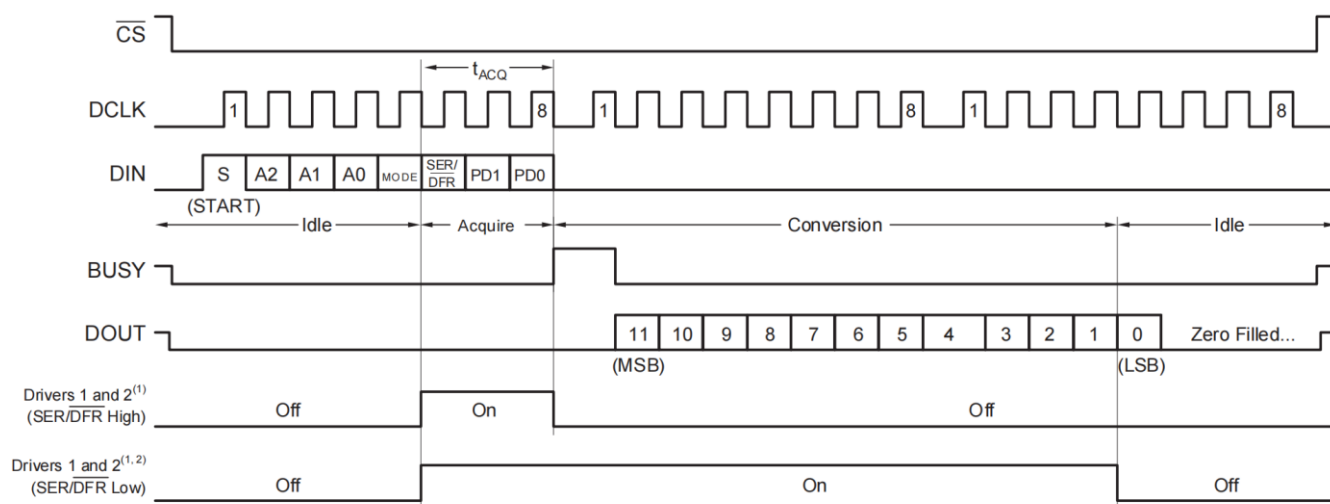 CS
tACQ
DCLK 1 8 1 8 1 8
DIN S A2 A1 A0 MODE SER/DFR PD1 PD0
(START)
Idle Acquire Conversion Idle
BUSY
DOUT 11 10 9 8 7 6 5 4 3 2 1 0 Zero Filled...
(MSB) (LSB)
Drivers 1 and 2(1)
(SER/DFR High) Off On Off
Drivers 1 and 2(1, 2)
(SER/DFR Low) Off On Off